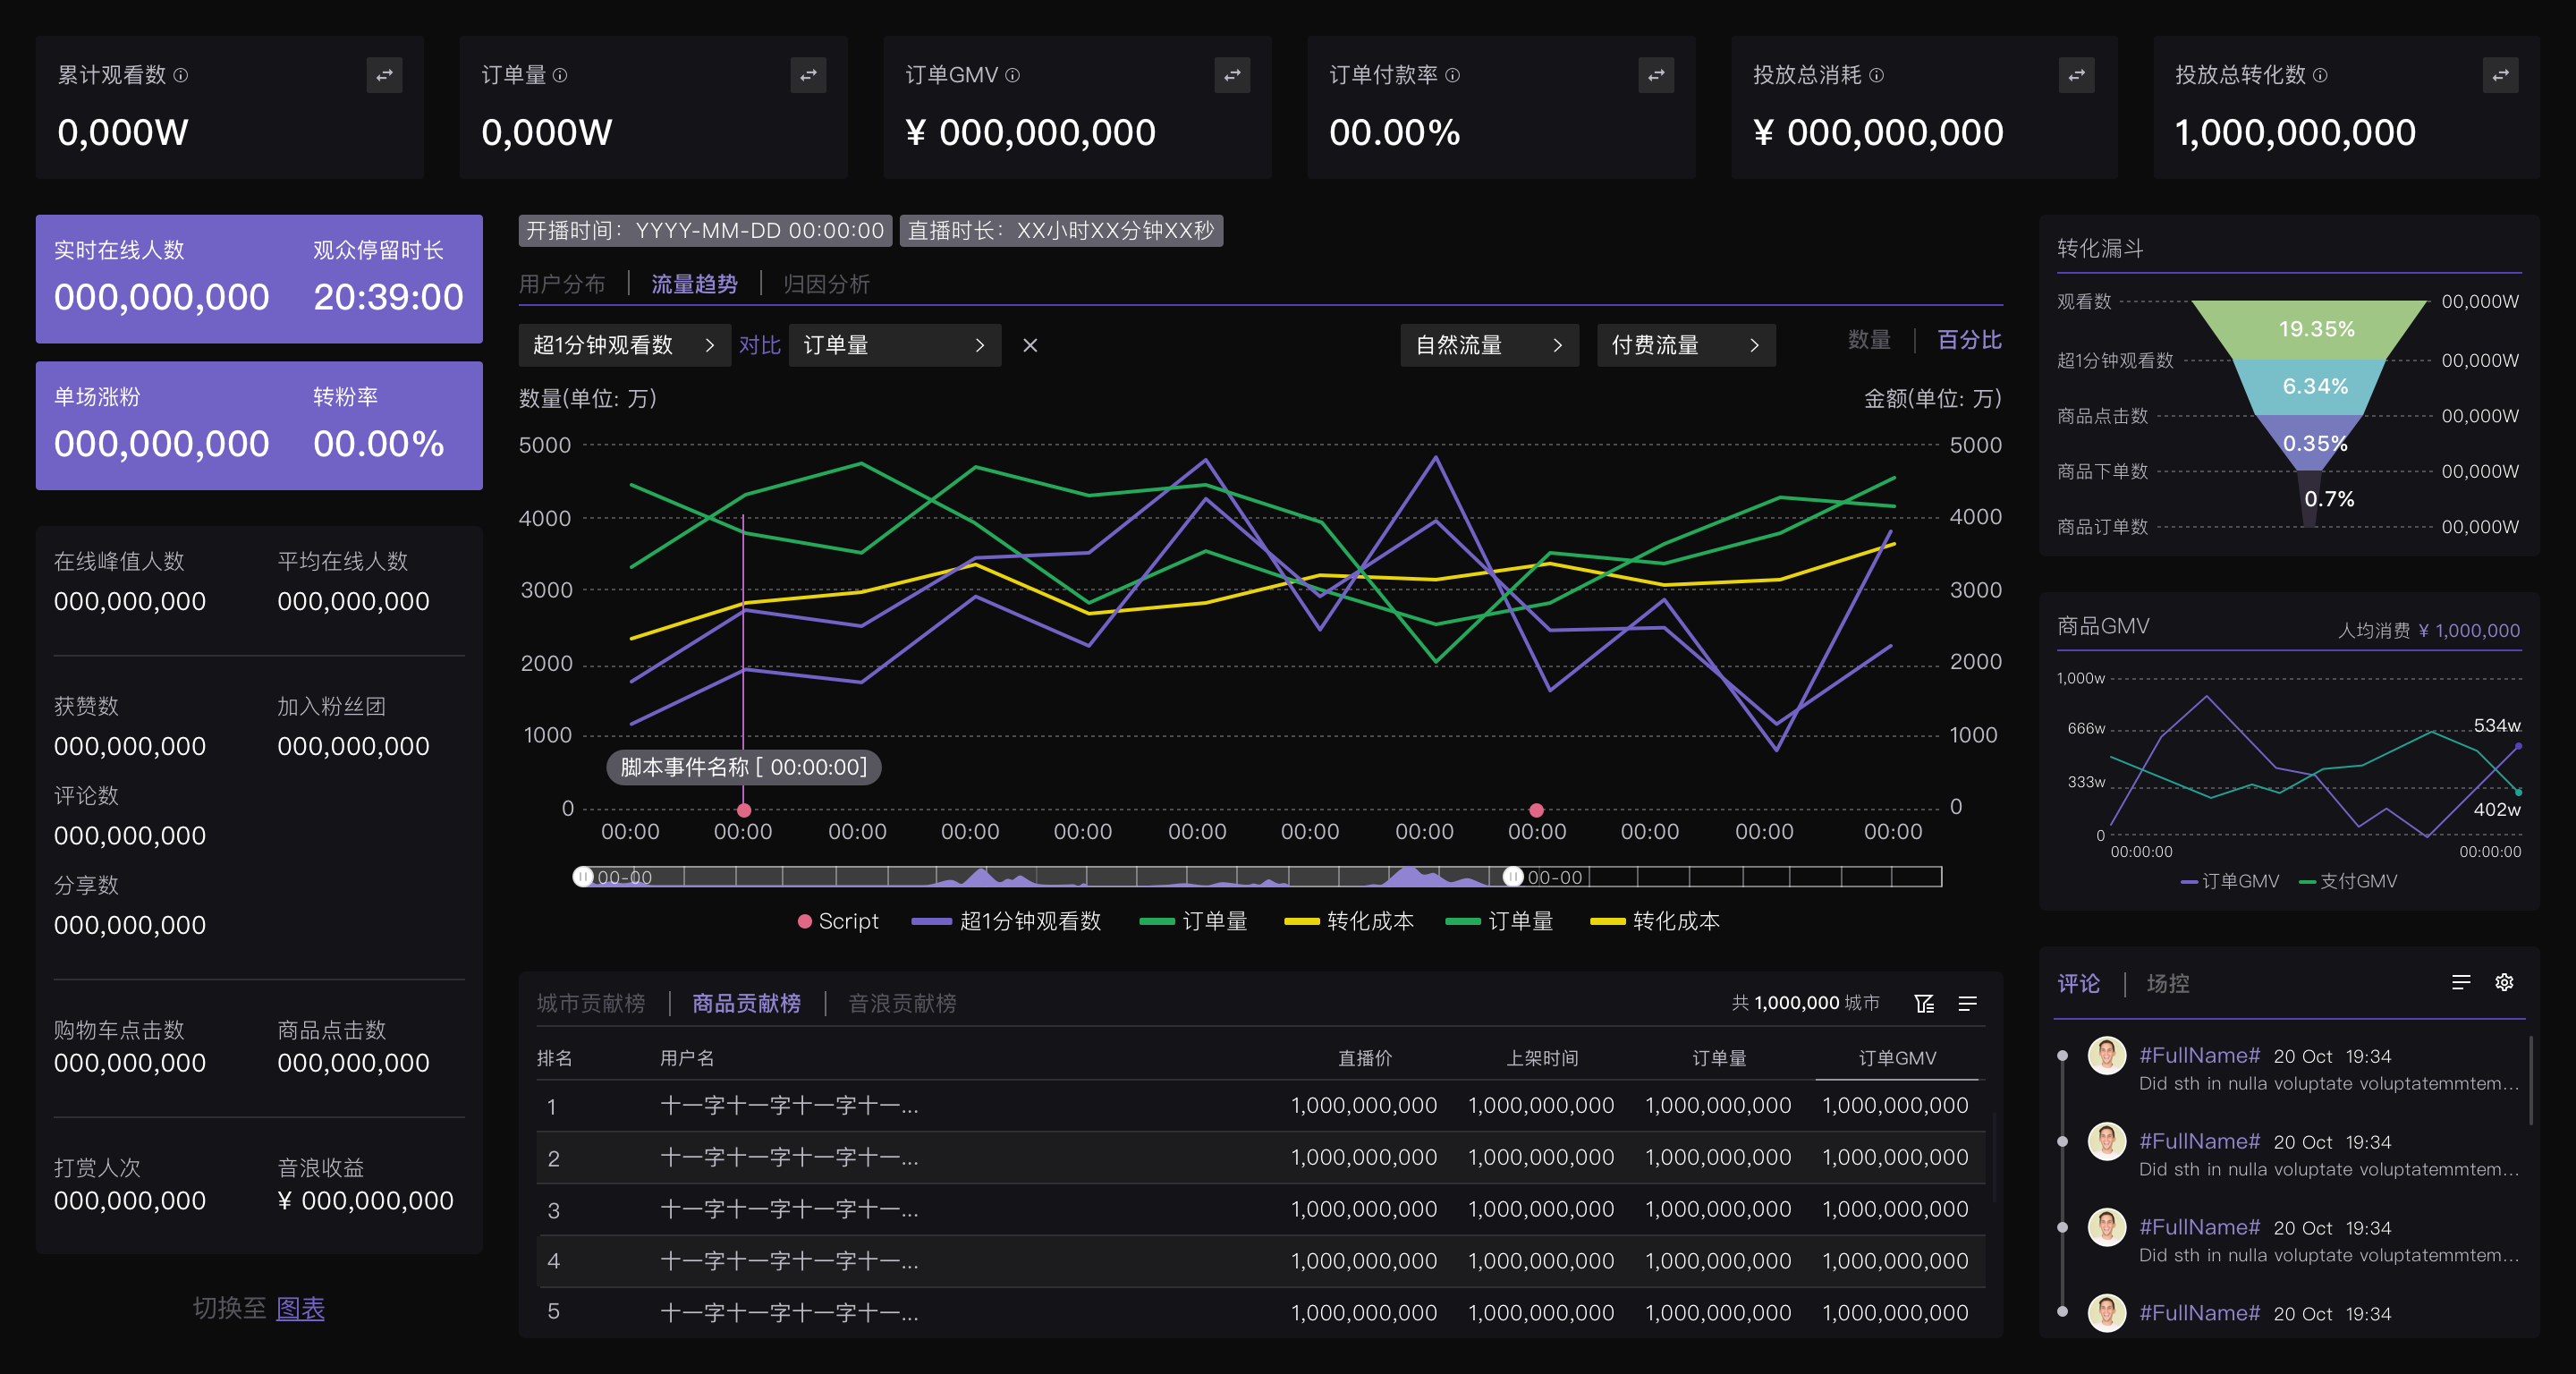 累计观看数
0,000W
订单量
0,000W
订单GMV
¥ 000,000,000
订单付款率
00.00%
投放总消耗
¥ 000,000,000
投放总转化数
1,000,000,000
实时在线人数 观众停留时长
000,000,000 20:39:00
单场涨粉 转粉率
000,000,000 00.00%
在线峰值人数 平均在线人数
000,000,000 000,000,000
获赞数 加入粉丝团
000,000,000 000,000,000
评论数
000,000,000
分享数
000,000,000
购物车点击数 商品点击数
000,000,000 000,000,000
打赏人次 音浪收益
000,000,000 ¥ 000,000,000
切换至 图表
开播时间: YYYY-MM-DD 00:00:00 直播时长: XX小时XX分钟XX秒
用户分布 流量趋势 归因分析
超1分钟观看数 对比 订单量 自然流量 付费流量 数量 百分比
数量(单位: 万) 金额(单位: 万)
5000 5000
4000 4000
3000 3000
2000 2000
1000 1000
脚本事件名称 [ 00:00:00]
0 0
00:00 00:00 00:00 00:00 00:00 00:00 00:00 00:00 00:00 00:00 00:00 00:00
00-00 00-00
Script 超1分钟观看数 订单量 转化成本 订单量 转化成本
城市贡献榜 商品贡献榜 音浪贡献榜 共 1,000,000 城市
排名 用户名 直播价 上架时间 订单量 订单GMV
1 十一字十一字十一字十一... 1,000,000,000 1,000,000,000 1,000,000,000 1,000,000,000
2 十一字十一字十一字十一... 1,000,000,000 1,000,000,000 1,000,000,000 1,000,000,000
3 十一字十一字十一字十一... 1,000,000,000 1,000,000,000 1,000,000,000 1,000,000,000
4 十一字十一字十一字十一... 1,000,000,000 1,000,000,000 1,000,000,000 1,000,000,000
5 十一字十一字十一字十一... 1,000,000,000 1,000,000,000 1,000,000,000 1,000,000,000
转化漏斗
观看数 00,000W
19.35%
超1分钟观看数 00,000W
6.34%
商品点击数 00,000W
0.35%
商品下单数 00,000W
0.7%
商品订单数 00,000W
商品GMV 人均消费 ¥ 1,000,000
1,000w
666w 534w
333w
402w
0
00:00:00 00:00:00
订单GMV 支付GMV
评论 场控
#FullName# 20 Oct 19:34
Did sth in nulla voluptate voluptatemmtem...
#FullName# 20 Oct 19:34
Did sth in nulla voluptate voluptatemmtem...
#FullName# 20 Oct 19:34
Did sth in nulla voluptate voluptatemmtem...
#FullName# 20 Oct 19:34